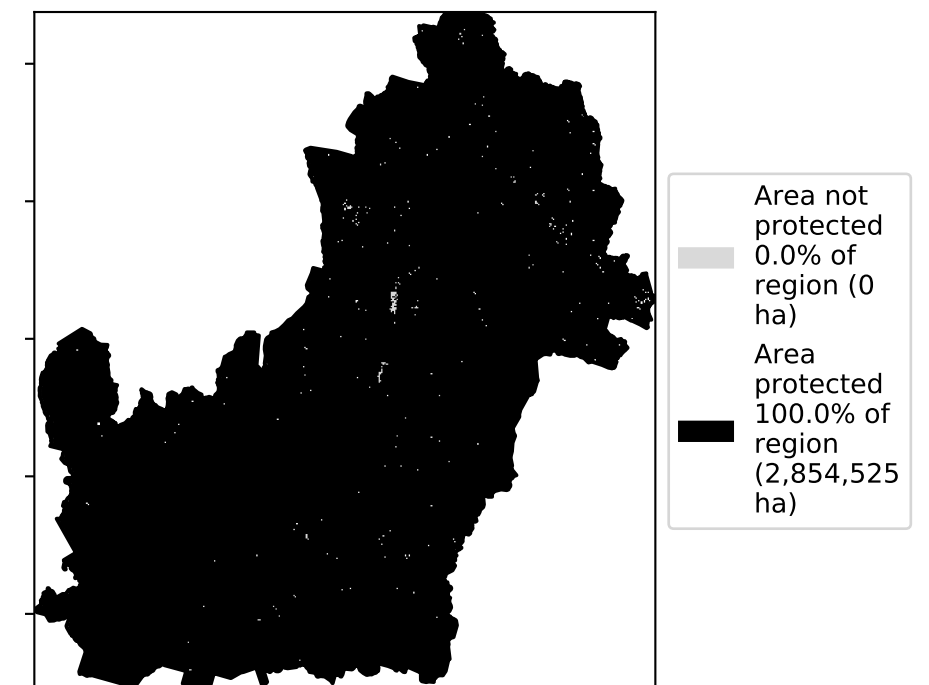 Area not
protected
0.0% of
region (0
ha)
Area
protected
100.0% of
region
(2,854,525
ha)